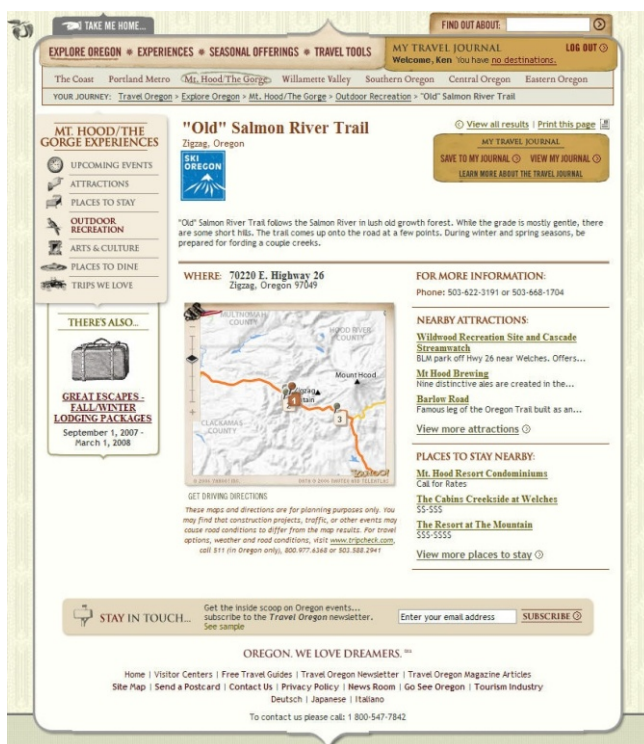 TAKE ME HOME...
FIND OUT ABOUT:
EXPLORE OREGON * EXPERIENCES * SEASONAL OFFERINGS * TRAVEL TOOLS
MY TRAVEL JOURNAL
LOG OUT
Welcome, Ken You have no destinations.
The Coast Portland Metro Mt. Hood/The Gorge Willamette Valley Southern Oregon Central Oregon Eastern Oregon
YOUR JOURNEY: Travel Oregon > Explore Oregon > Mt. Hood/The Gorge > Outdoor Recreation > "Old" Salmon River Trail
MT. HOOD/THE
GORGE EXPERIENCES
UPCOMING EVENTS
ATTRACTIONS
PLACES TO STAY
OUTDOOR
RECREATION
ARTS & CULTURE
PLACES TO DINE
TRIPS WE LOVE
THERE'S ALSO...
GREAT ESCAPES -
FALL/WINTER
LODGING PACKAGES
September 1, 2007 -
March 1, 2008
"Old" Salmon River Trail
Zigzag, Oregon
SKI
OREGON
View all results | Print this page
MY TRAVEL JOURNAL
SAVE TO MY JOURNAL VIEW MY JOURNAL
LEARN MORE ABOUT THE TRAVEL JOURNAL
"Old" Salmon River Trail follows the Salmon River in lush old growth forest. While the grade is mostly gentle, there
are some short hills. The trail comes up onto the road at a few points. During winter and spring seasons, be
prepared for fording a couple creeks.
WHERE: 70220 E. Highway 26
Zigzag, Oregon 97049
MULTNOMAH
COUNTY
HOOD RIVER
COUNTY
Mount Hood
CLACKAMAS
COUNTY
3
YAHOO!
GET DRIVING DIRECTIONS
These maps and directions are for planning purposes only. You
may find that construction projects, traffic, or other events may
cause road conditions to differ from the map results. For travel
options, weather and road conditions, visit www.tripcheck.com,
call 511 (in Oregon only), 800.977.6368 or 503.588.2941
FOR MORE INFORMATION:
Phone: 503-622-3191 or 503-668-1704
NEARBY ATTRACTIONS:
Wildwood Recreation Site and Cascade
Streamwatch
BLM park off Hwy 26 near Welches. Offers...
Mt Hood Brewing
Nine distinctive ales are created in the...
Barlow Road
Famous leg of the Oregon Trail built as an...
View more attractions
PLACES TO STAY NEARBY:
Mt. Hood Resort Condominiums
Call for Rates
The Cabins Creekside at Welches
$$-$$$
The Resort at The Mountain
$$$-$$$$
View more places to stay
STAY IN TOUCH...
Get the inside scoop on Oregon events...
subscribe to the Travel Oregon newsletter.
See sample
Enter your email address
SUBSCRIBE
OREGON. WE LOVE DREAMERS.
Home | Visitor Centers | Free Travel Guides | Travel Oregon Newsletter | Travel Oregon Magazine Articles
Site Map | Send a Postcard | Contact Us | Privacy Policy | News Room | Go See Oregon | Tourism Industry
Deutsch | Japanese | Italiano
To contact us please call: 1 800-547-7842